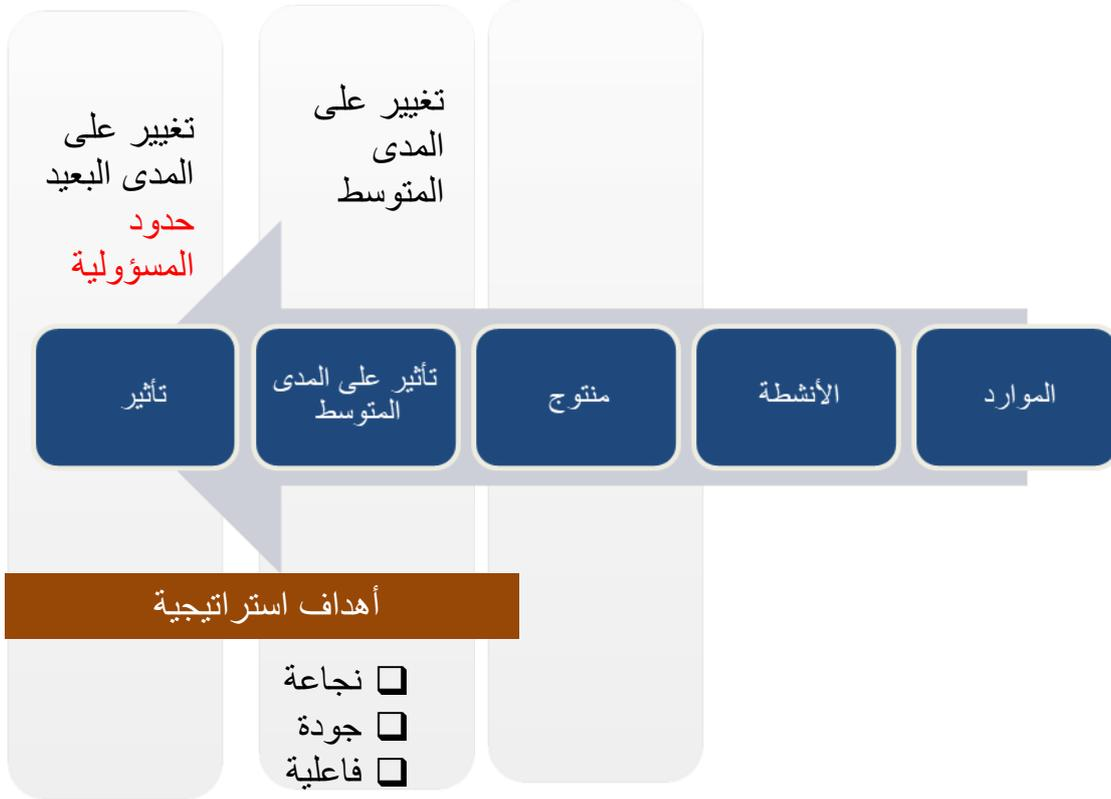 تغيير على
المدى
المتوسط
تغيير على
المدى البعيد
حدود
المسؤولية
الموارد
الأنشطة
منتوج
تأثير على المدى
المتوسط
تأثير
أهداف استراتيجية
نجاعة
جودة
فاعلية